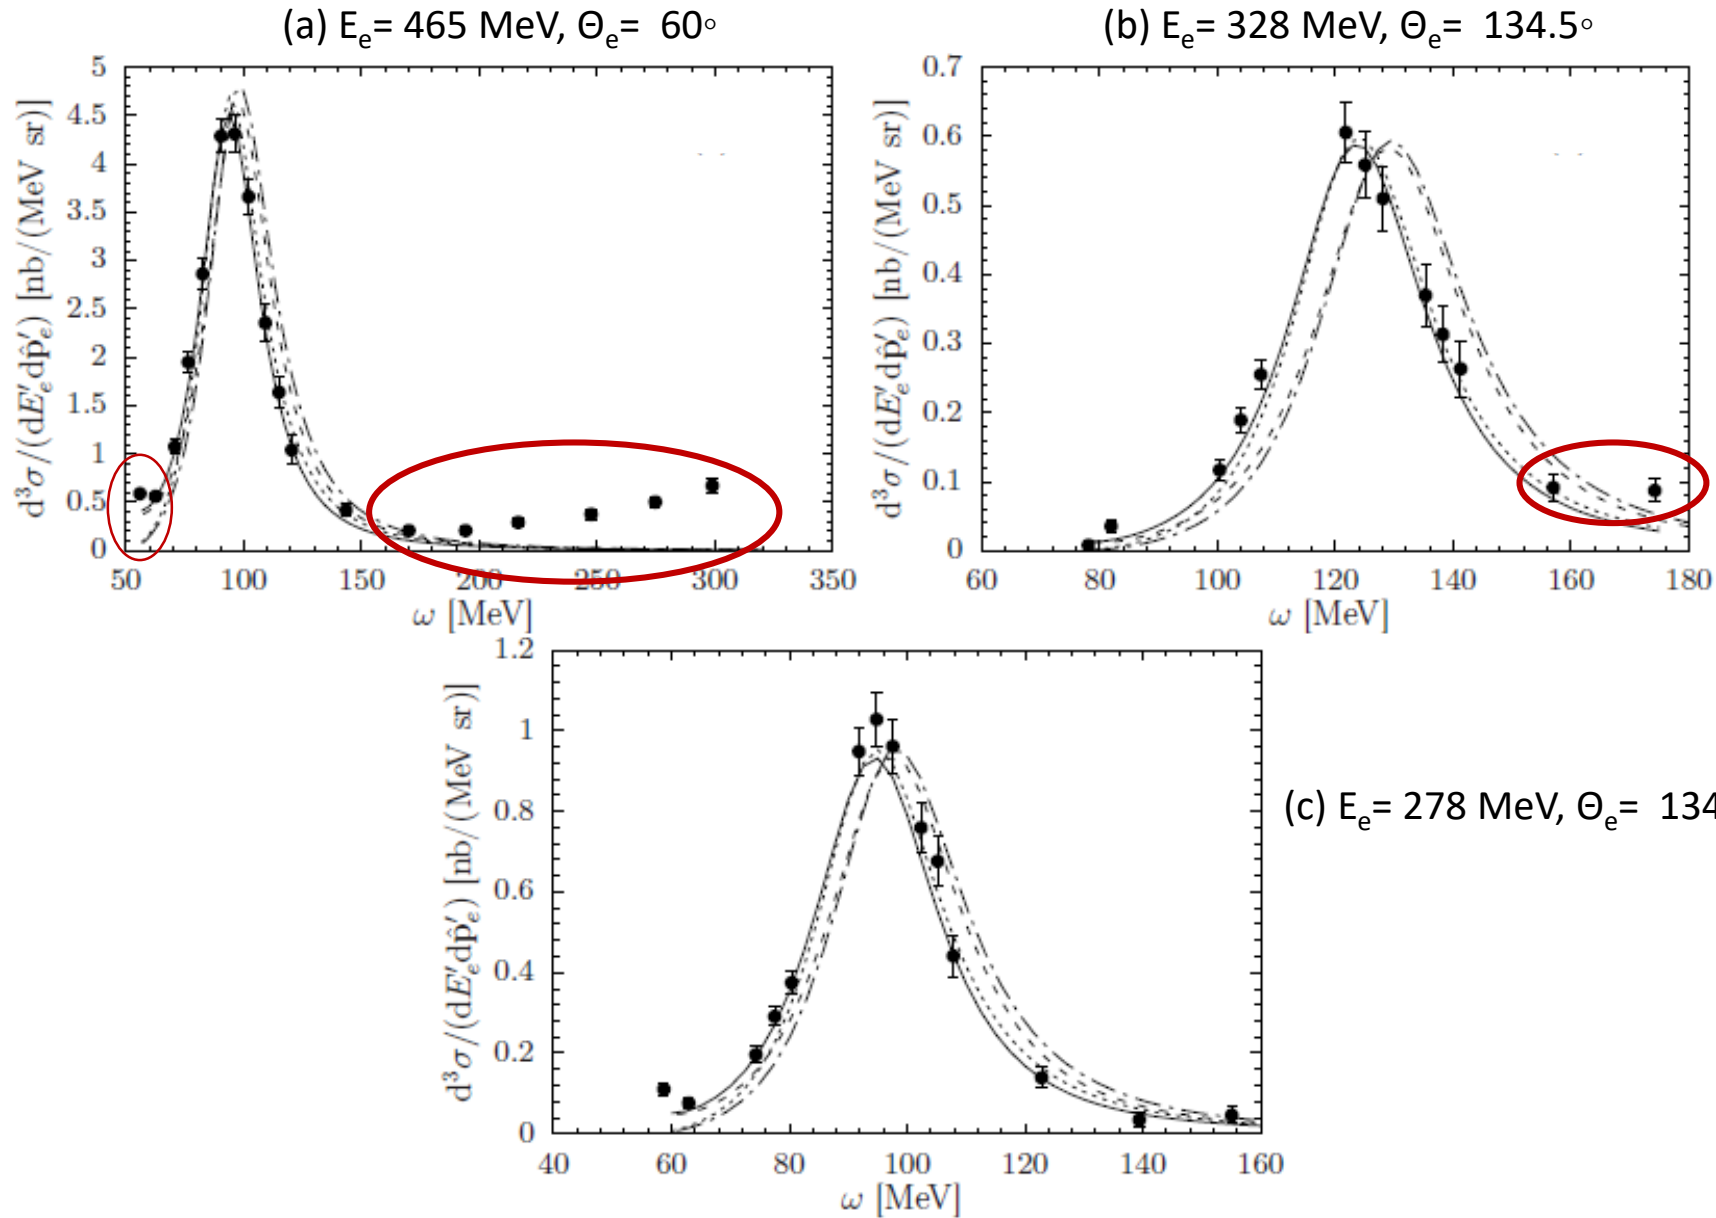 (a) Eₑ= 465 MeV, Θₑ= 60◦
(b) Eₑ= 328 MeV, Θₑ= 134.5◦
d³σ/(dE′ₑdp̂′ₑ) [nb/(MeV sr)]
5
4.5
4
3.5
3
2.5
2
1.5
1
0.5
0
50 100 150 200 250 300 350
ω [MeV]
d³σ/(dE′ₑdp̂′ₑ) [nb/(MeV sr)]
0.7
0.6
0.5
0.4
0.3
0.2
0.1
0
60 80 100 120 140 160 180
ω [MeV]
d³σ/(dE′ₑdp̂′ₑ) [nb/(MeV sr)]
1.2
1
0.8
0.6
0.4
0.2
0
40 60 80 100 120 140 160
ω [MeV]
(c) Eₑ= 278 MeV, Θₑ= 134